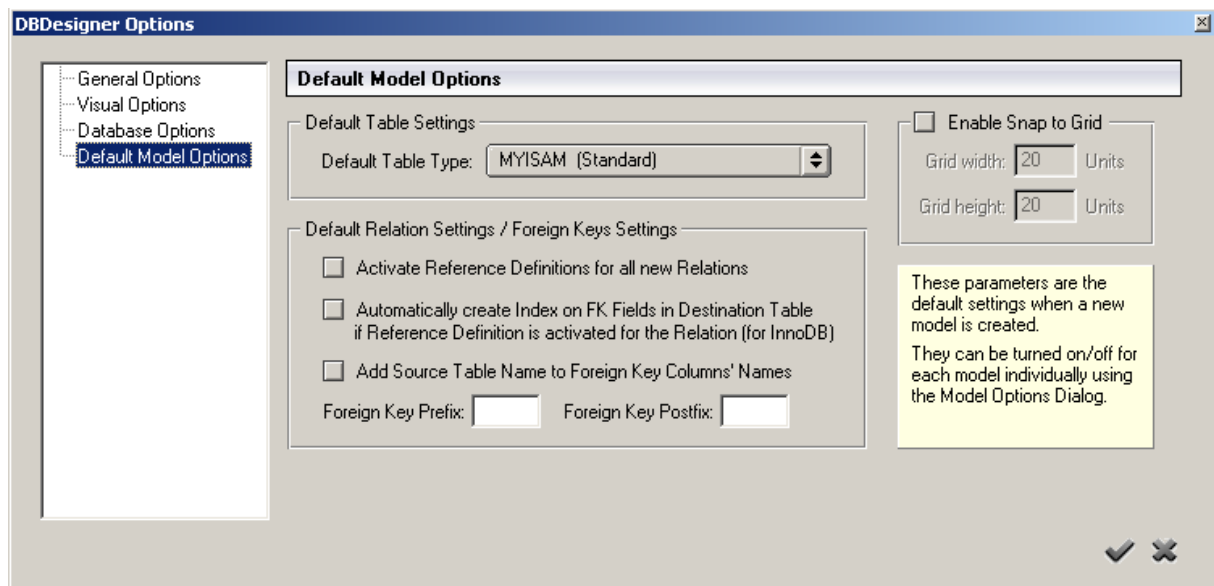 DBDesigner Options
General Options
Visual Options
Database Options
Default Model Options
Default Model Options
Default Table Settings
Default Table Type: MYISAM (Standard)
Default Relation Settings / Foreign Keys Settings
Activate Reference Definitions for all new Relations
Automatically create Index on FK Fields in Destination Table
if Reference Definition is activated for the Relation (for InnoDB)
Add Source Table Name to Foreign Key Columns' Names
Foreign Key Prefix: Foreign Key Postfix:
Enable Snap to Grid
Grid width: 20 Units
Grid height: 20 Units
These parameters are the
default settings when a new
model is created.
They can be turned on/off for
each model individually using
the Model Options Dialog.